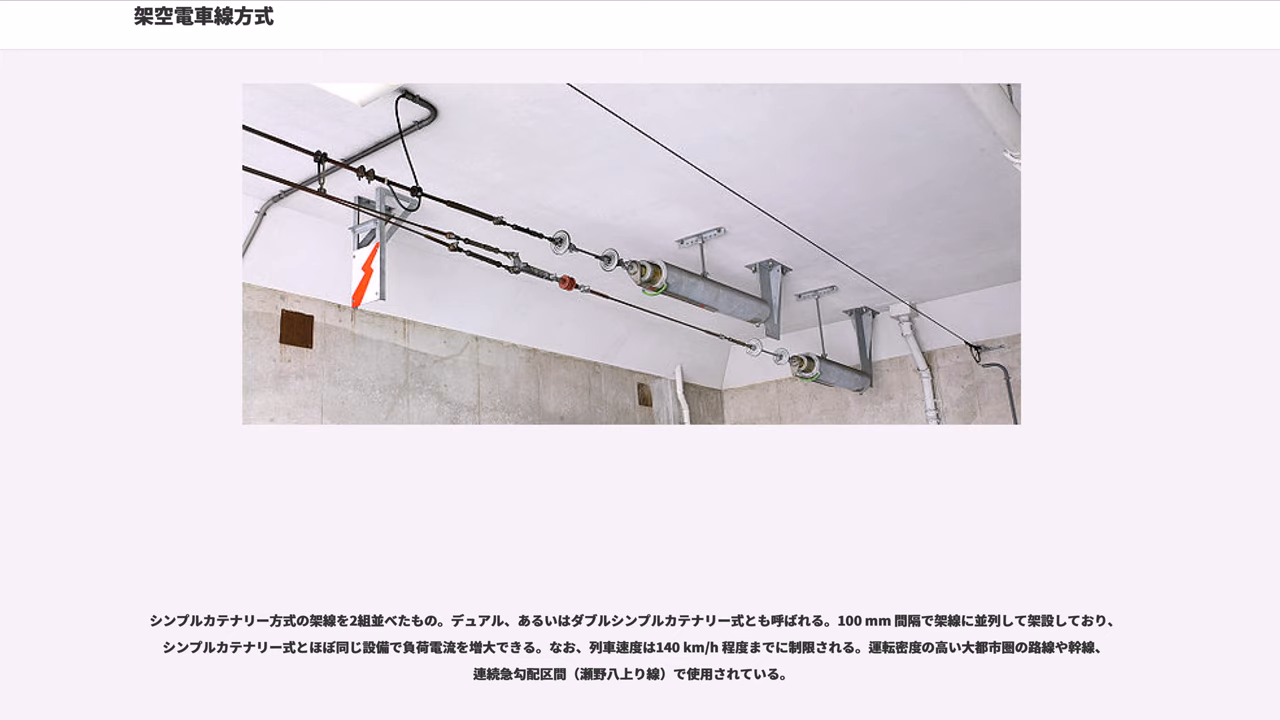 架空電車線方式
シンプルカテナリー方式の架線を2組並べたもの。デュアル、あるいはダブルシンプルカテナリー式とも呼ばれる。100 mm 間隔で架線に並列して架設しており、
シンプルカテナリー式とほぼ同じ設備で負荷電流を増大できる。なお、列車速度は140 km/h 程度までに制限される。運転密度の高い大都市圏の路線や幹線、
連続急勾配区間（瀬野八上り線）で使用されている。